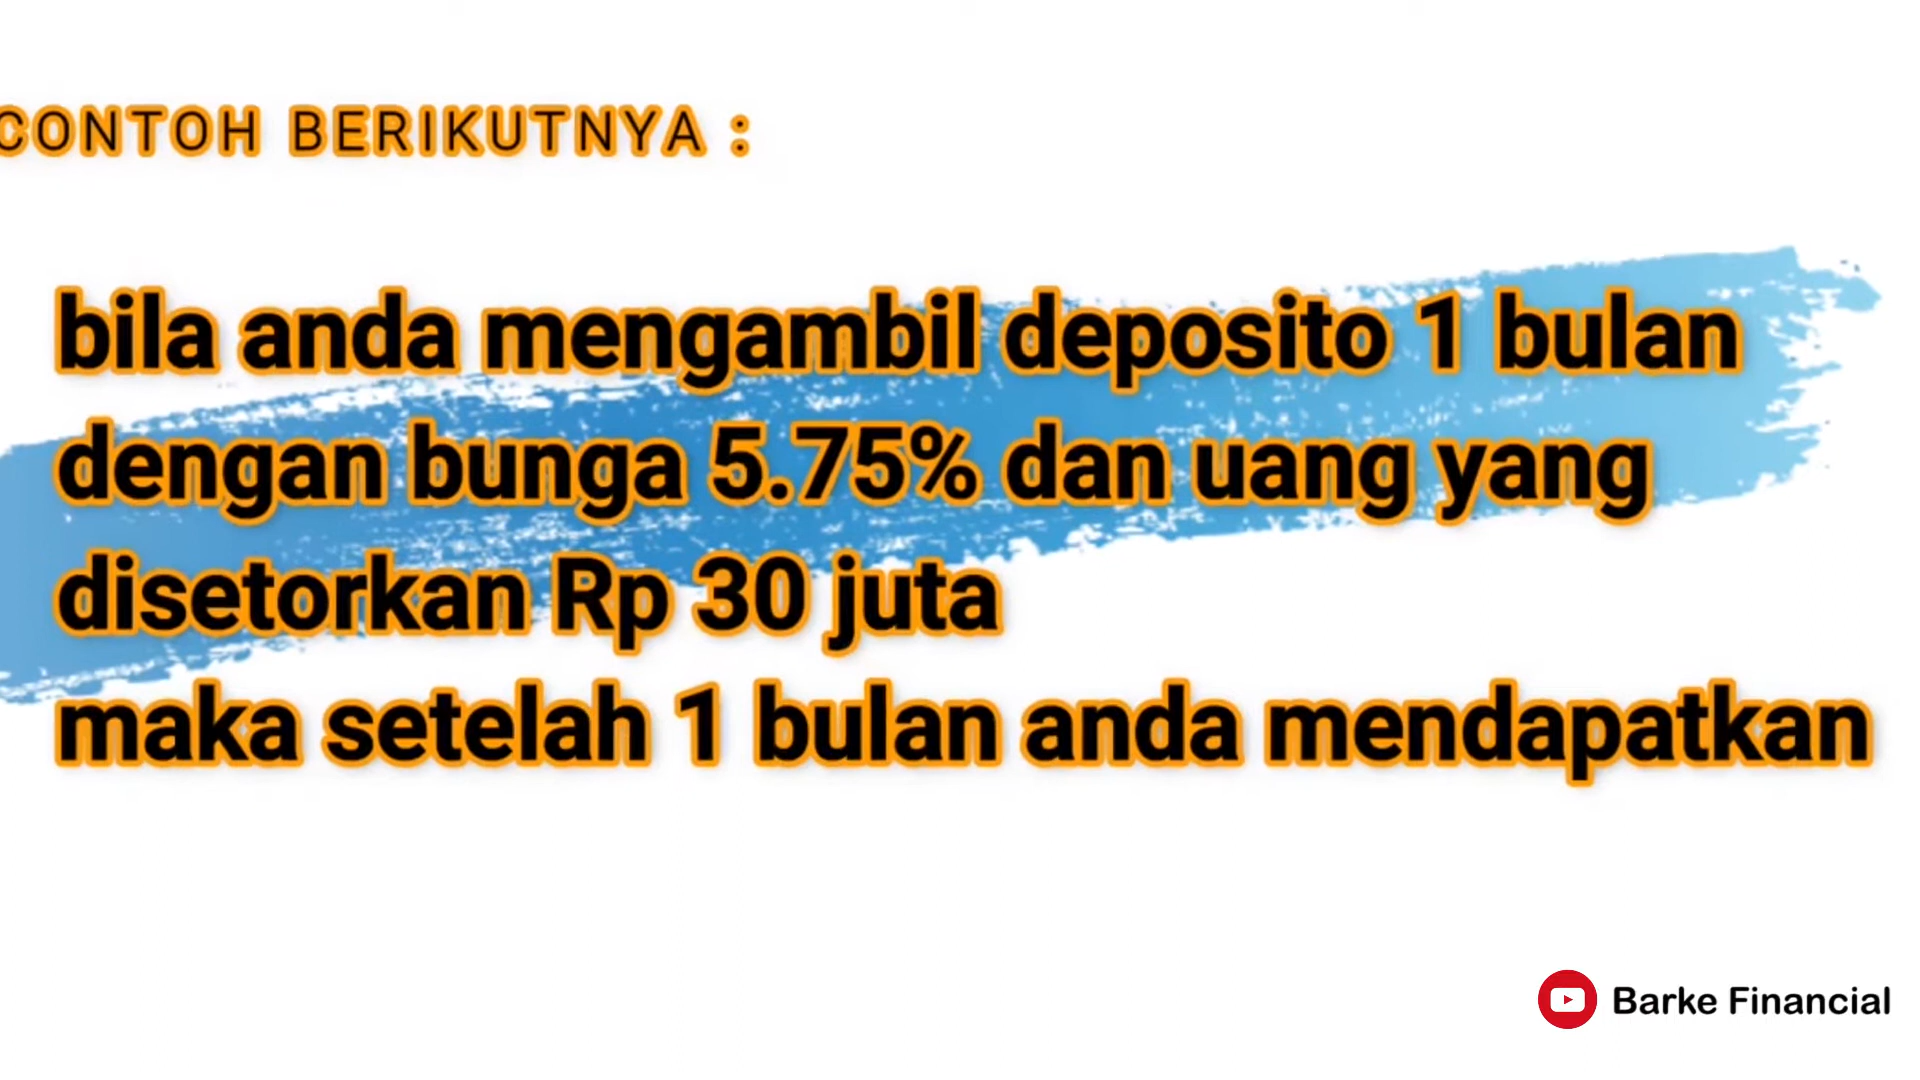 CONTOH BERIKUTNYA :
bila anda mengambil deposito 1 bulan
dengan bunga 5.75% dan uang yang
disetorkan Rp 30 juta
maka setelah 1 bulan anda mendapatkan
Barke Financial